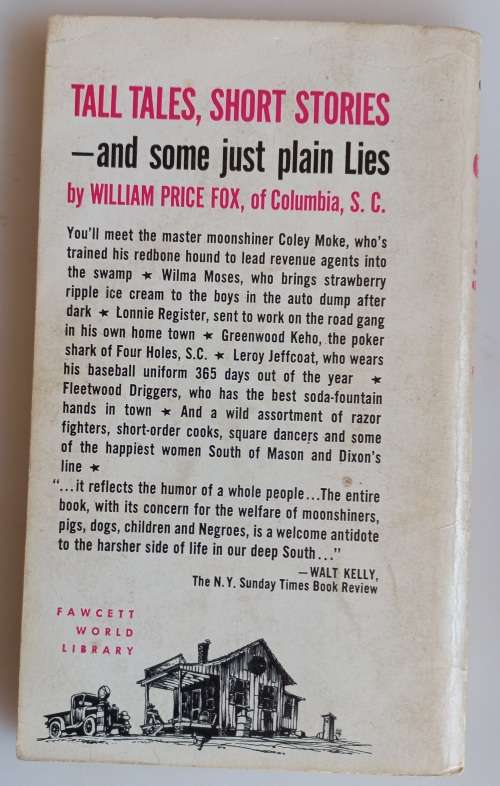 TALL TALES, SHORT STORIES
—and some just plain Lies
by WILLIAM PRICE FOX, of Columbia, S. C.
You'll meet the master moonshiner Coley Moke, who's
trained his redbone hound to lead revenue agents into
the swamp ★ Wilma Moses, who brings strawberry
ripple ice cream to the boys in the auto dump after
dark ★ Lonnie Register, sent to work on the road gang
in his own home town ★ Greenwood Keho, the poker
shark of Four Holes, S.C. ★ Leroy Jeffcoat, who wears
his baseball uniform 365 days out of the year ★
Fleetwood Driggers, who has the best soda-fountain
hands in town ★ And a wild assortment of razor
fighters, short-order cooks, square dancers and some
of the happiest women South of Mason and Dixon's
line ★
"...it reflects the humor of a whole people...The entire
book, with its concern for the welfare of moonshiners,
pigs, dogs, children and Negroes, is a welcome antidote
to the harsher side of life in our deep South..."
—WALT KELLY,
The N.Y. Sunday Times Book Review
FAWCETT
WORLD
LIBRARY